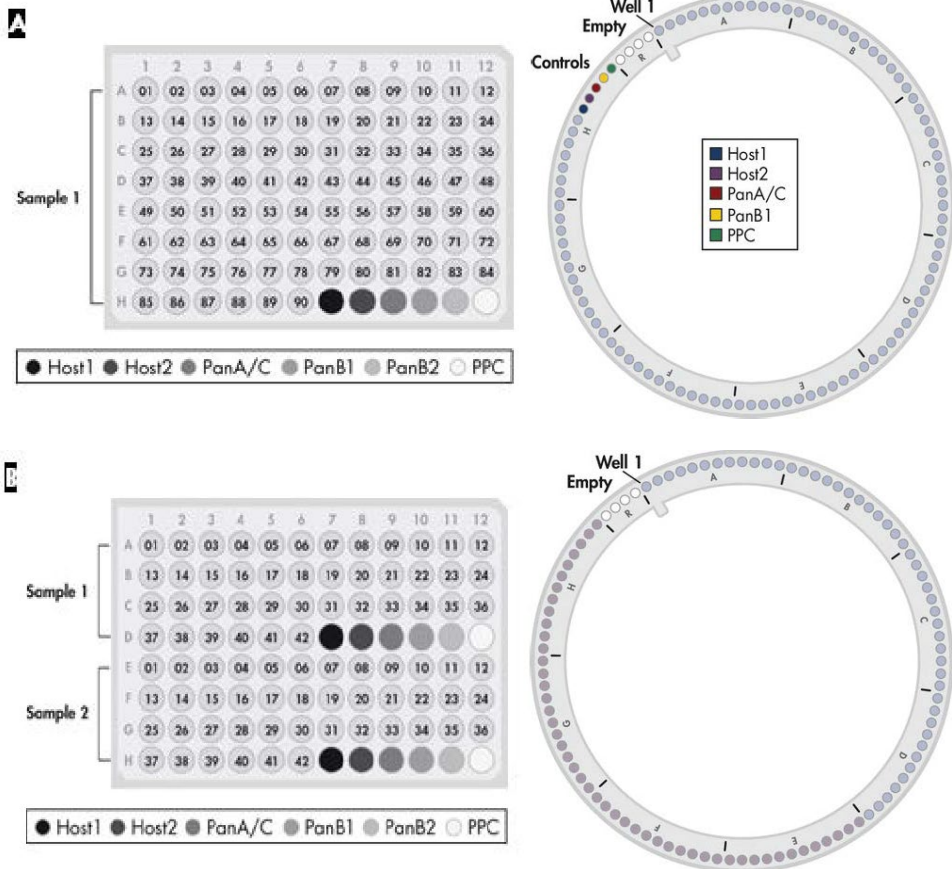 A
1 2 3 4 5 6 7 8 9 10 11 12
A 01 02 03 04 05 06 07 08 09 10 11 12
B 13 14 15 16 17 18 19 20 21 22 23 24
C 25 26 27 28 29 30 31 32 33 34 35 36
D 37 38 39 40 41 42 43 44 45 46 47 48
E 49 50 51 52 53 54 55 56 57 58 59 60
F 61 62 63 64 65 66 67 68 69 70 71 72
G 73 74 75 76 77 78 79 80 81 82 83 84
H 85 86 87 88 89 90
Sample 1
Host1 Host2 PanA/C PanB1 PanB2 PPC
Well 1
Empty
Controls
R A B C D E F G H
Host1
Host2
PanA/C
PanB1
PPC
B
1 2 3 4 5 6 7 8 9 10 11 12
A 01 02 03 04 05 06 07 08 09 10 11 12
B 13 14 15 16 17 18 19 20 21 22 23 24
C 25 26 27 28 29 30 31 32 33 34 35 36
D 37 38 39 40 41 42
E 01 02 03 04 05 06 07 08 09 10 11 12
F 13 14 15 16 17 18 19 20 21 22 23 24
G 25 26 27 28 29 30 31 32 33 34 35 36
H 37 38 39 40 41 42
Sample 1
Sample 2
Host1 Host2 PanA/C PanB1 PanB2 PPC
Well 1
Empty
R A B C D E F G H